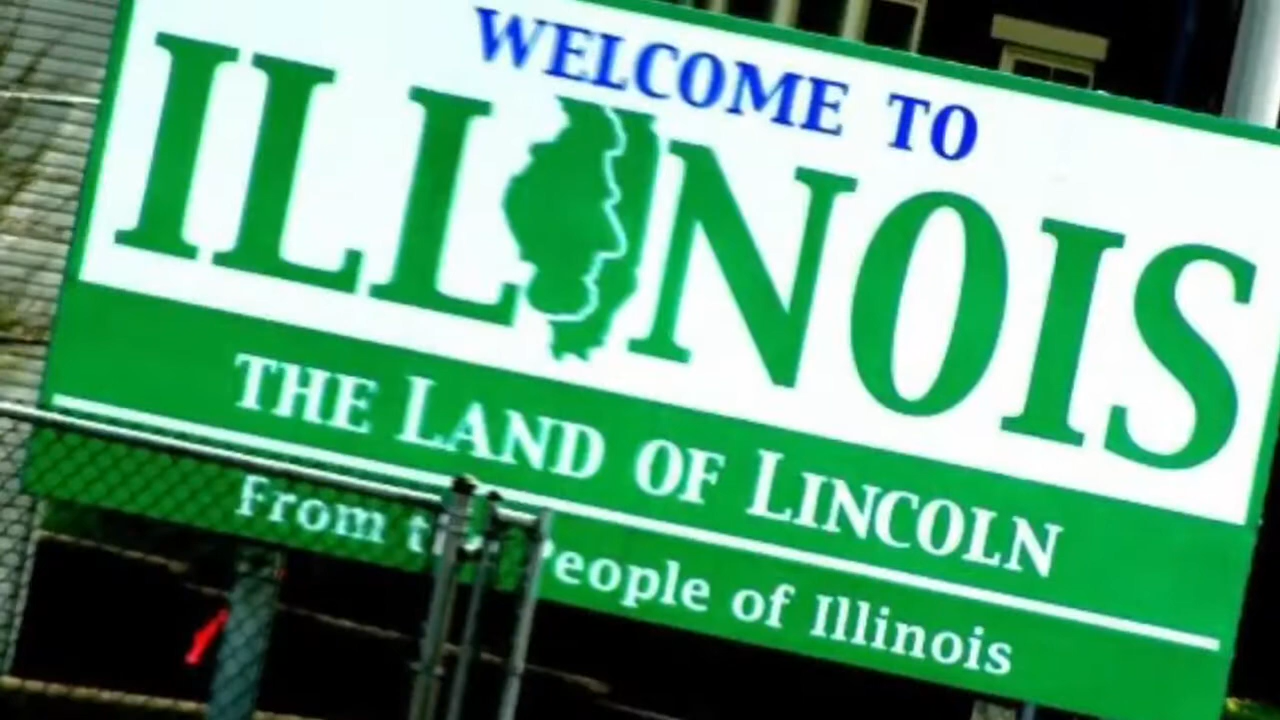 WELCOME TO
ILLINOIS
THE LAND OF LINCOLN
From People of Illinois